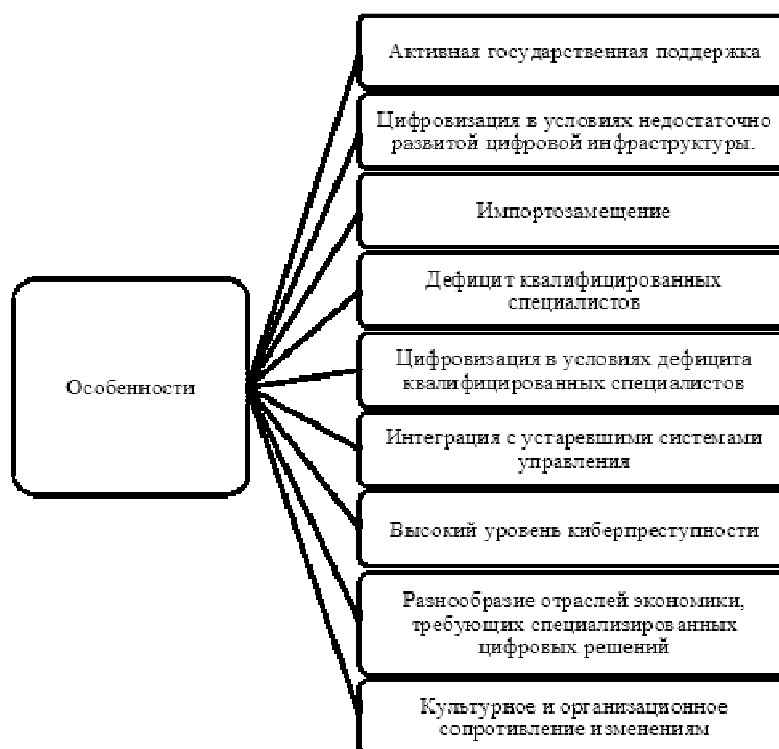 Активная государственная поддержка
Цифровизация в условиях недостаточно
развитой цифровой инфраструктуры.
Импортозамещение
Дефицит квалифицированных
специалистов
Особенности
Цифровизация в условиях дефицита
квалифицированных специалистов
Интеграция с устаревшими системами
управления
Высокий уровень киберпреступности
Разнообразие отраслей экономики,
требующих специализированных
цифровых решений
Культурное и организационное
сопротивление изменениям